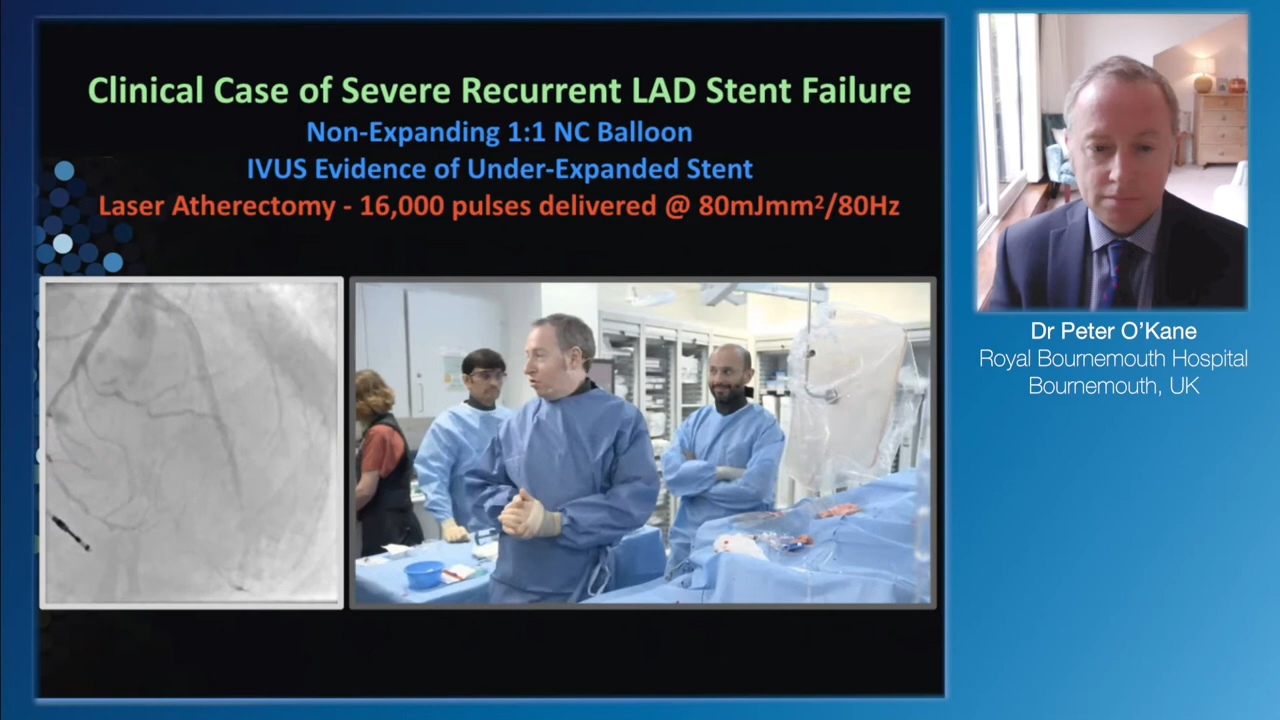 Clinical Case of Severe Recurrent LAD Stent Failure
Non-Expanding 1:1 NC Balloon
IVUS Evidence of Under-Expanded Stent
Laser Atherectomy - 16,000 pulses delivered @ 80mJmm²/80Hz
Dr Peter O’Kane
Royal Bournemouth Hospital
Bournemouth, UK